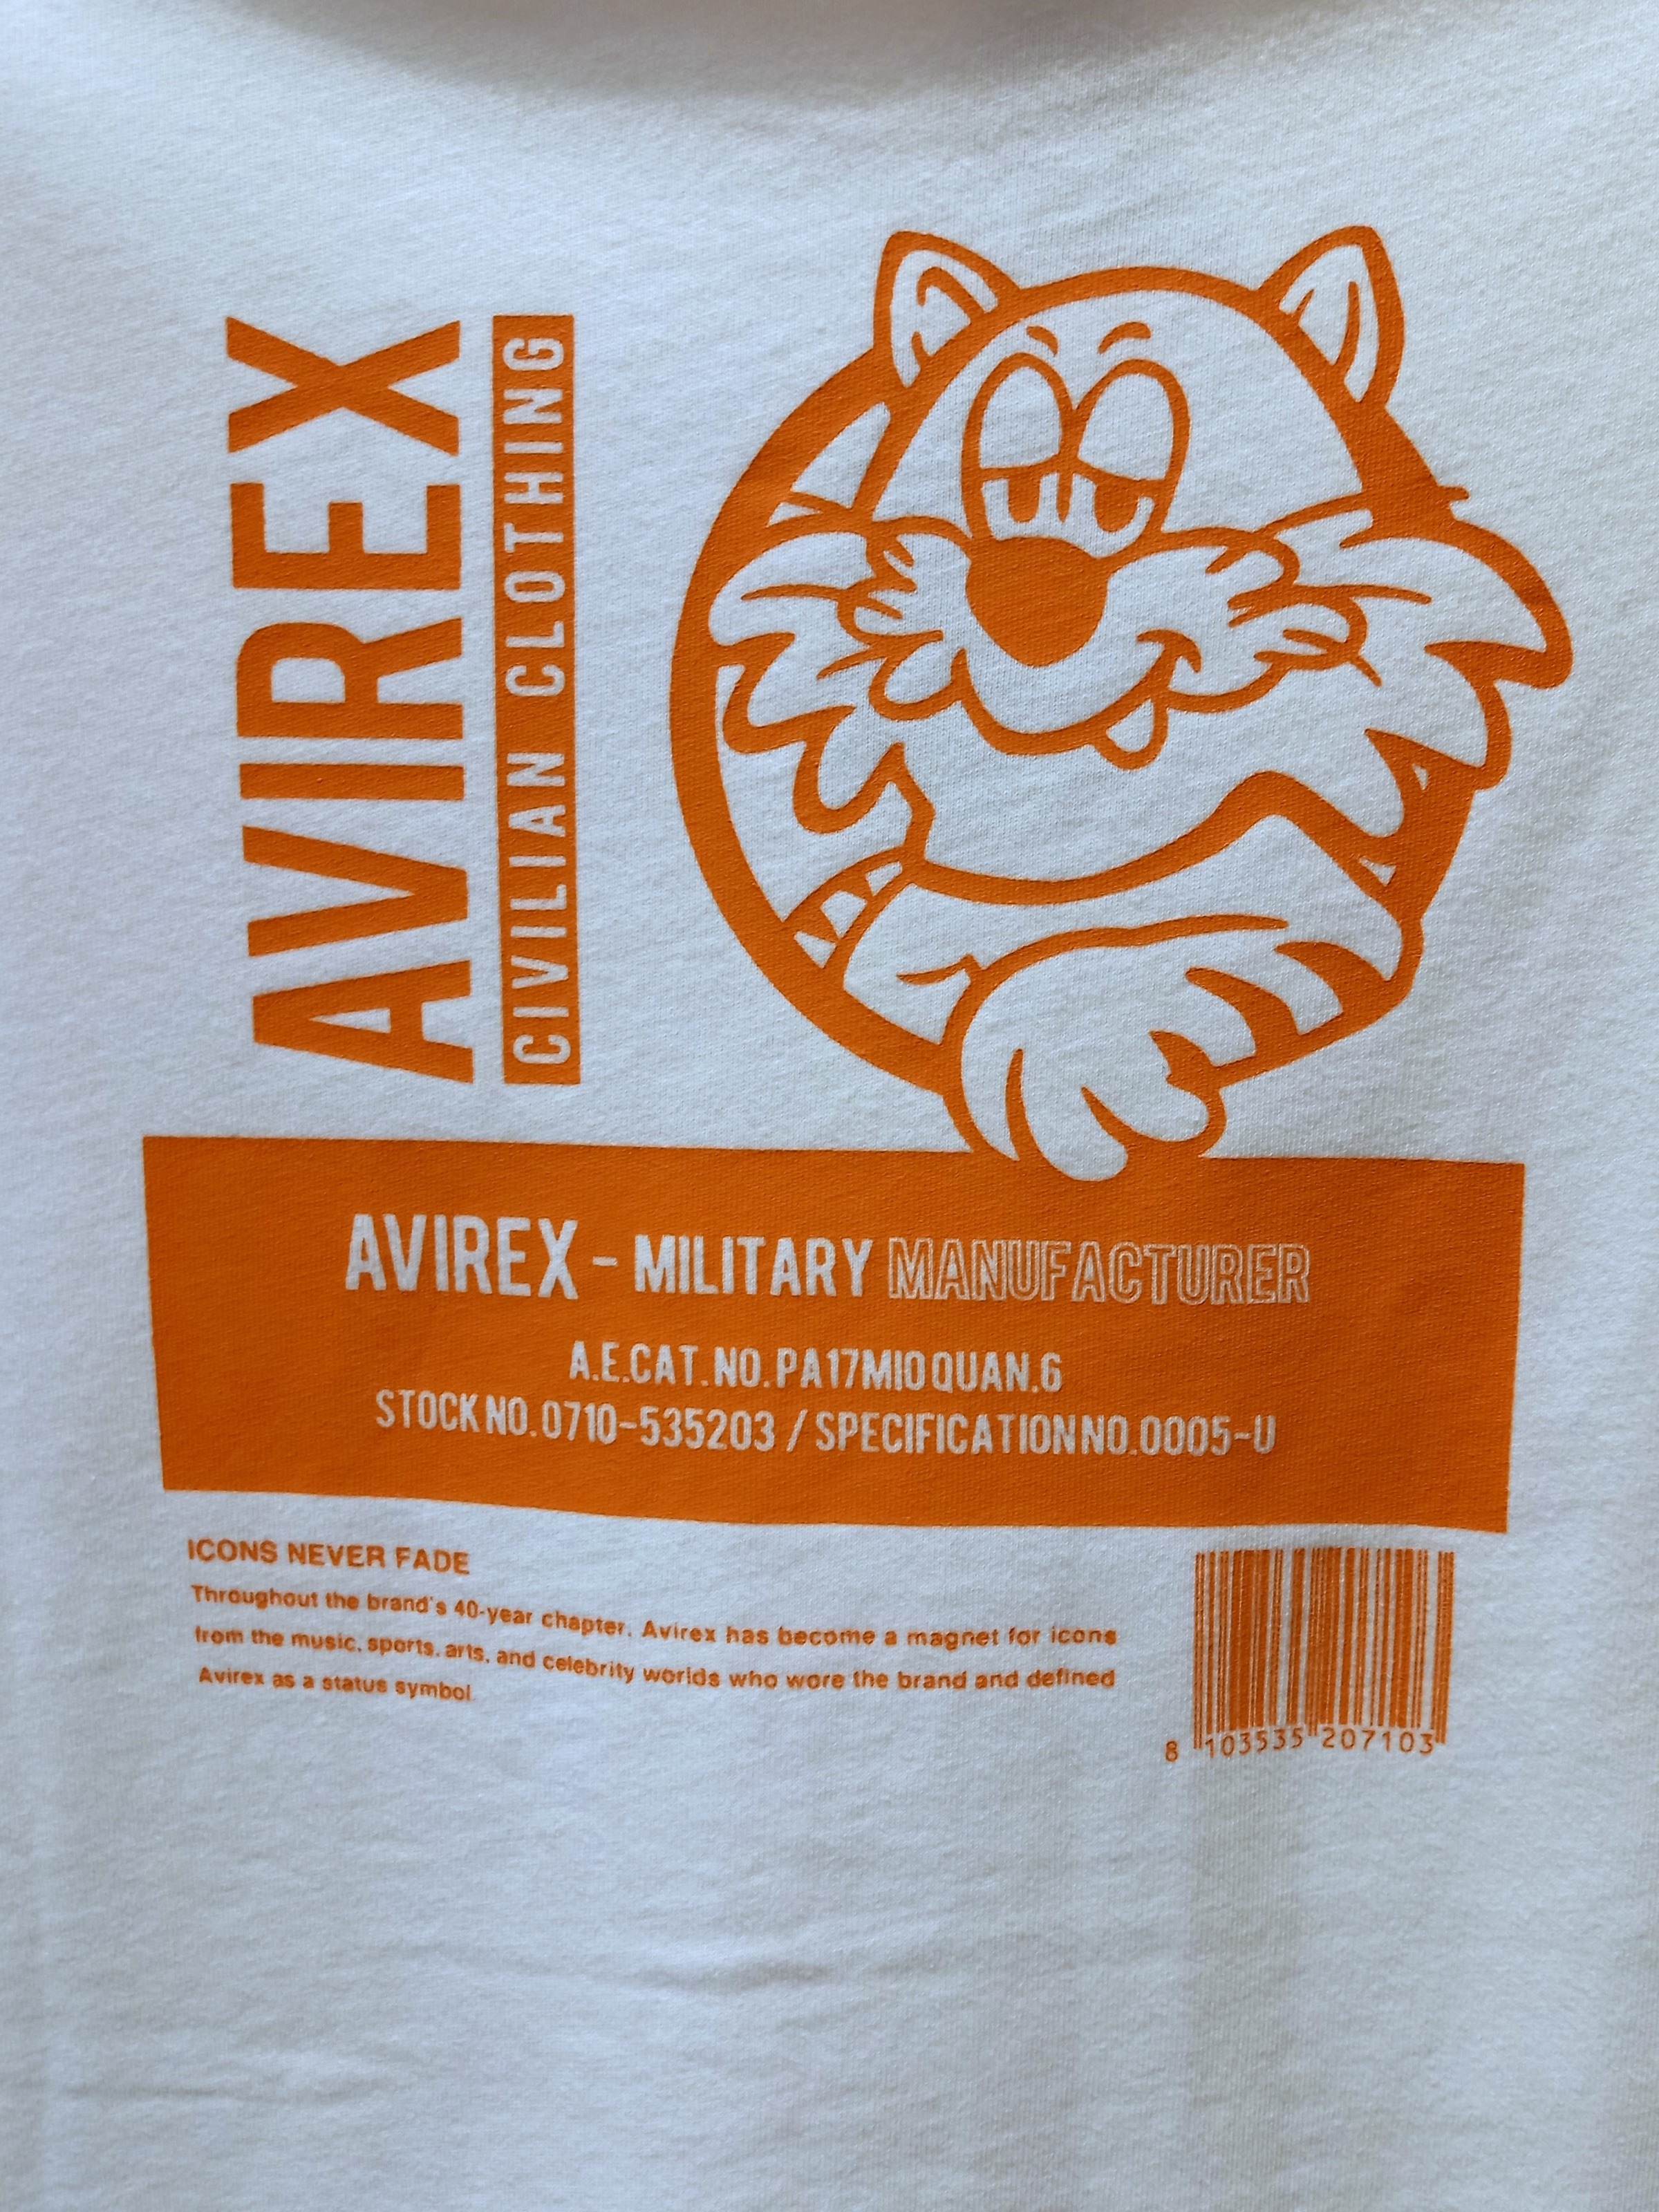 AVIREX
CIVILIAN CLOTHING
AVIREX - MILITARY MANUFACTURER
A.E.CAT.NO.PA17MIOQUAN.6
STOCK NO.0710-535203 / SPECIFICATION NO.0005-U
ICONS NEVER FADE
Throughout the brand's 40-year chapter, Avirex has become a magnet for icons
from the music, sports, arts, and celebrity worlds who wore the brand and defined
Avirex as a status symbol.
8 103535 207103